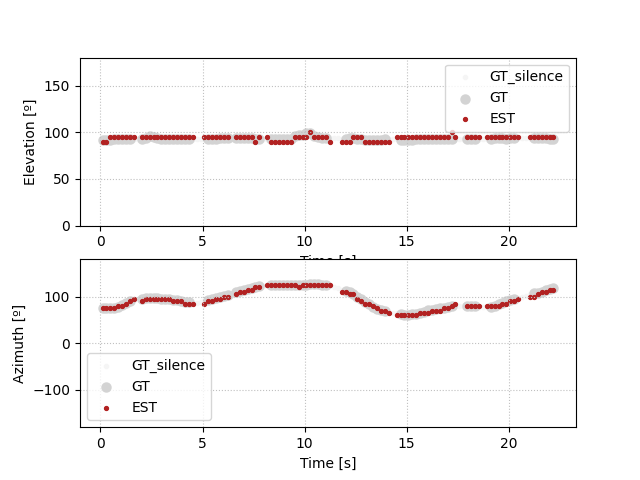 150
100
50
0
Elevation [º]
GT_silence
GT
EST
0
5
10
15
20
Time [s]
100
0
−100
Azimuth [º]
GT_silence
GT
EST
0
5
10
15
20
Time [s]